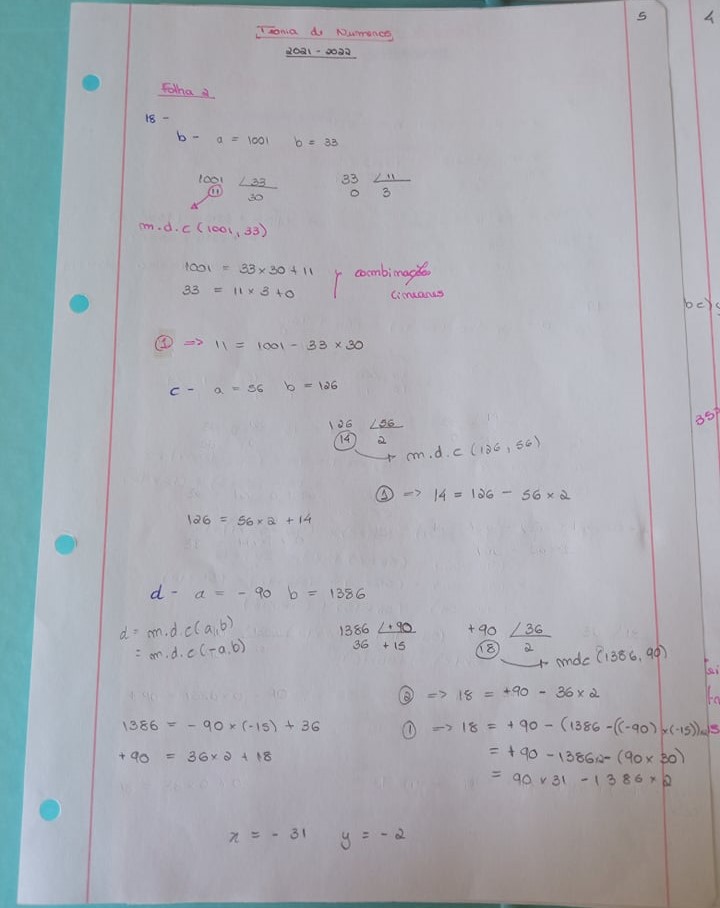 5
4
Teoria de Numeros
2021-2022
Folha 2
18 -
b- a = 1001 b = 33
1001 ∠33
11 30
33 ∠11
0 3
m.d.c (1001, 33)
1001 = 33×30+11
33 = 11×3+0
① => 11 = 1001 - 33×30
c- a = 56 b = 126
126 ∠56
14 2
m.d.c (126, 56)
① => 14 = 126 - 56×2
126 = 56×2 + 14
d- a = -90 b = 1386
d = m.d.c(a,b)
= m.d.c(-a,b)
1386 ∠+90
36 +15
+90 ∠36
18 2
mdc (1386, 90)
② => 18 = +90 - 36×2
1386 = -90×(-15) + 36
① => 18 = +90 - (1386 - ((-90)×(-15))
+90 = 36×2 + 18
= +90 - 1386×2 - (90×30)
= 90×31 - 1386×2
x = -31 y = -2
bc)
35